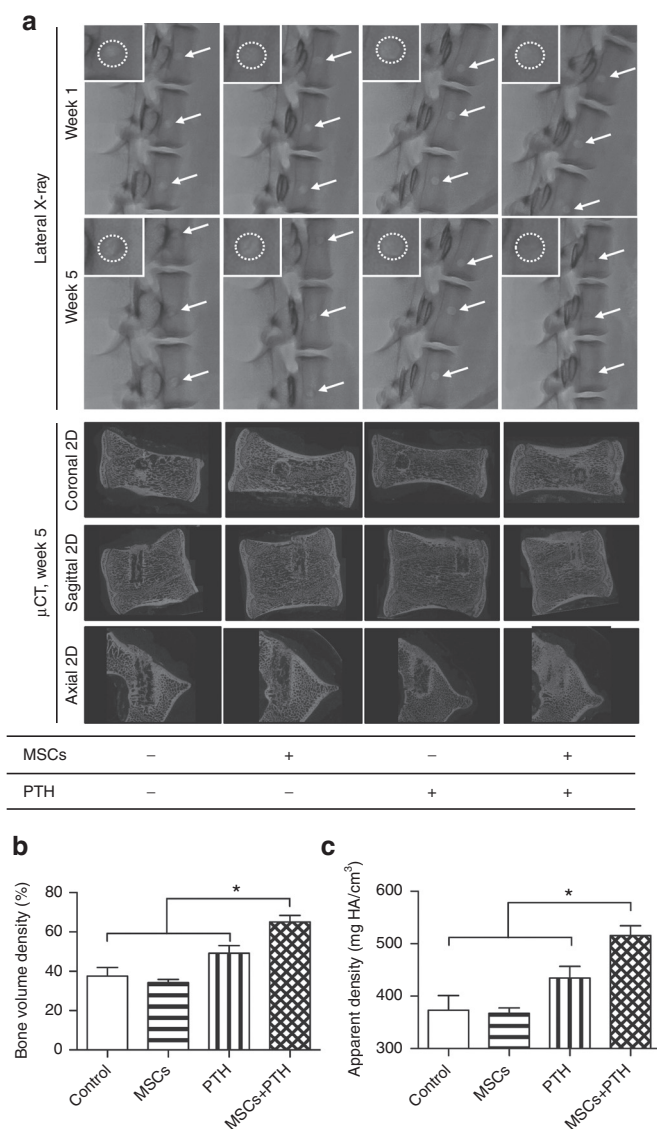 a
Lateral X-ray
Week 1
Week 5
μCT, week 5
Coronal 2D
Sagittal 2D
Axial 2D
MSCs – + – +
PTH – – + +
b
Bone volume density (%)
80
60
40
20
0
*
Control MSCs PTH MSCs+PTH
c
Apparent density (mg HA/cm³)
600
500
400
300
*
Control MSCs PTH MSCs+PTH